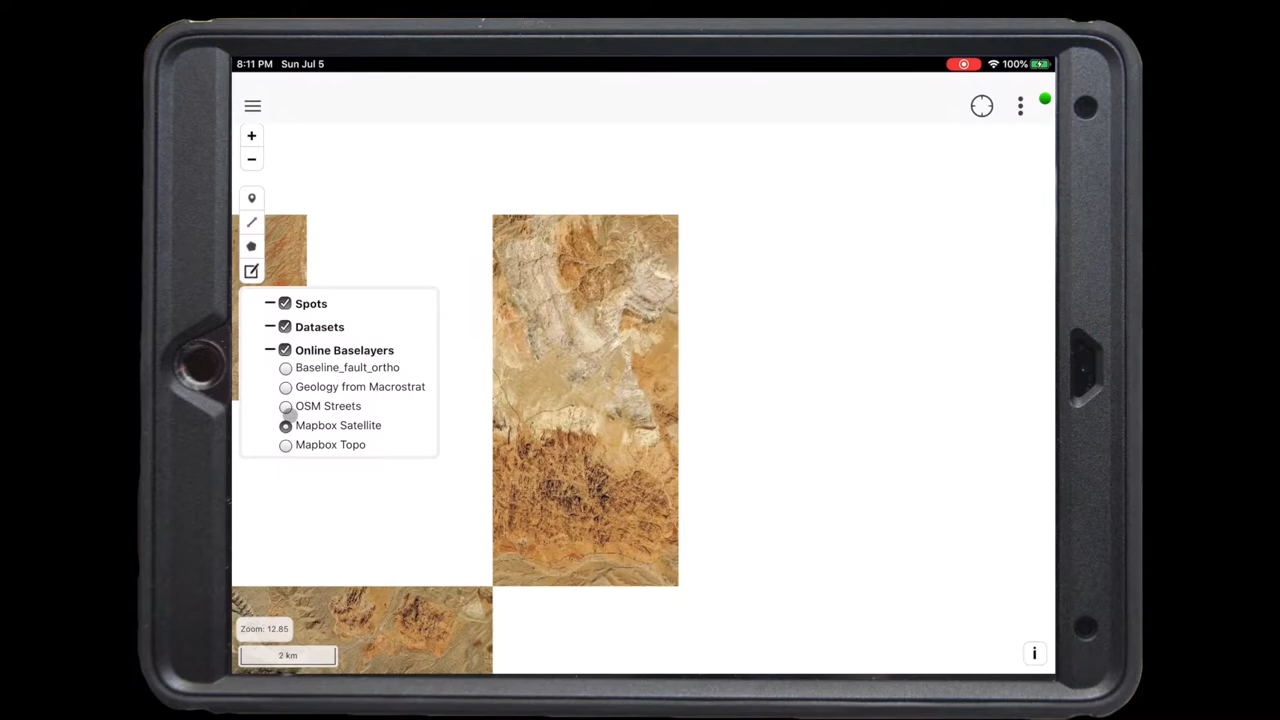 8:11 PM Sun Jul 5
100%
+
−
Spots
Datasets
Online Baselayers
Baseline_fault_ortho
Geology from Macrostrat
OSM Streets
Mapbox Satellite
Mapbox Topo
Zoom: 12.85
2 km
i